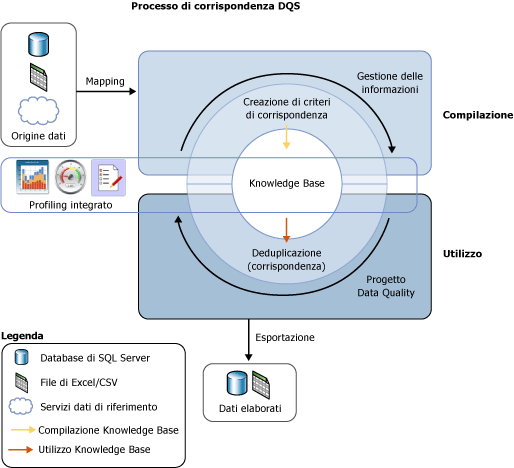 Processo di corrispondenza DQS
Origine dati
Mapping
Gestione delle
informazioni
Creazione di criteri
di corrispondenza
Compilazione
Profiling integrato
Knowledge Base
Deduplicazione
(corrispondenza)
Utilizzo
Progetto
Data Quality
Esportazione
Dati elaborati
Legenda
Database di SQL Server
File di Excel/CSV
Servizi dati di riferimento
Compilazione Knowledge Base
Utilizzo Knowledge Base